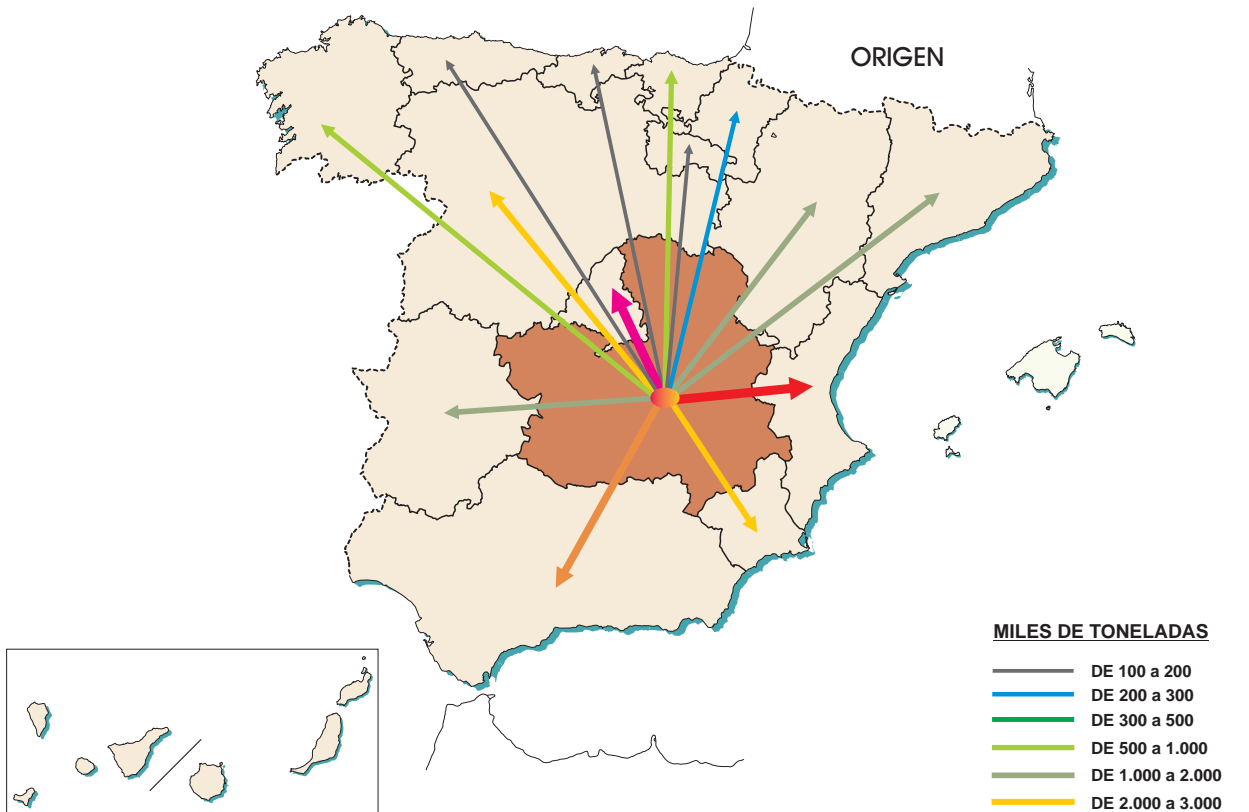 ORIGEN
MILES DE TONELADAS
DE 100 a 200
DE 200 a 300
DE 300 a 500
DE 500 a 1.000
DE 1.000 a 2.000
DE 2.000 a 3.000